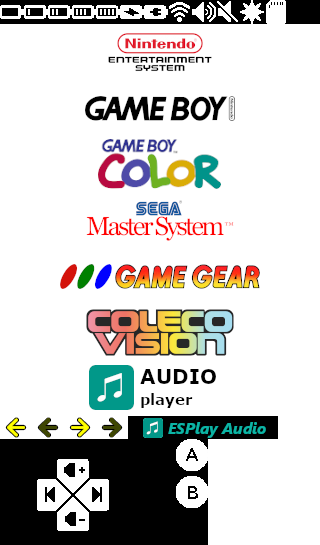 Nintendo
ENTERTAINMENT
SYSTEM
GAME BOY
GAME BOY
COLOR
SEGA
Master System
GAME GEAR
COLECO
VISION
AUDIO
player
ESPlay Audio
A
B